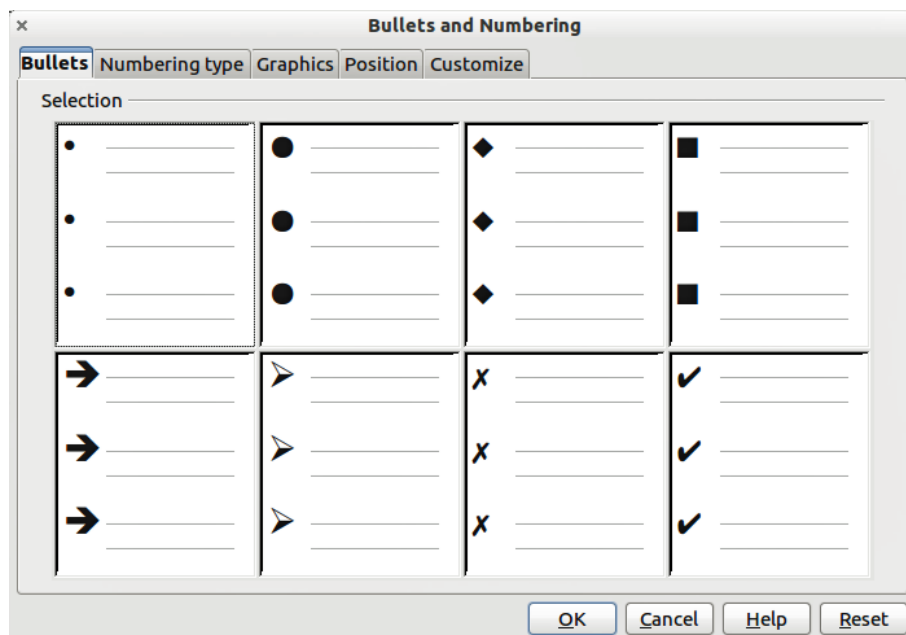 Bullets and Numbering
Bullets Numbering type Graphics Position Customize
Selection
OK Cancel Help Reset